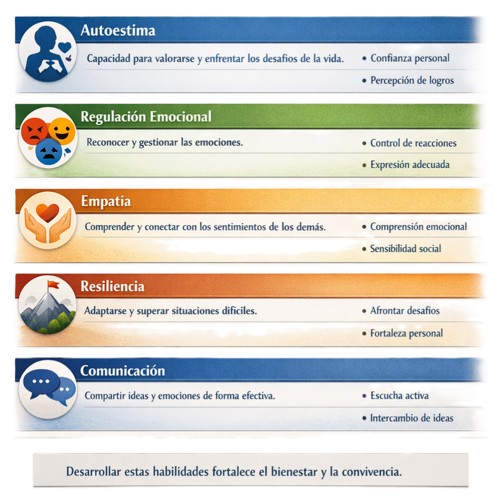 Autoestima
Capacidad para valorarse y enfrentar los desafíos de la vida.
• Confianza personal
• Percepción de logros
Regulación Emocional
Reconocer y gestionar las emociones.
• Control de reacciones
• Expresión adecuada
Empatia
Comprender y conectar con los sentimientos de los demás.
• Comprensión emocional
• Sensibilidad social
Resiliencia
Adaptarse y superar situaciones difíciles.
• Afrontar desafíos
• Fortaleza personal
Comunicación
Compartir ideas y emociones de forma efectiva.
• Escucha activa
• Intercambio de ideas
Desarrollar estas habilidades fortalece el bienestar y la convivencia.